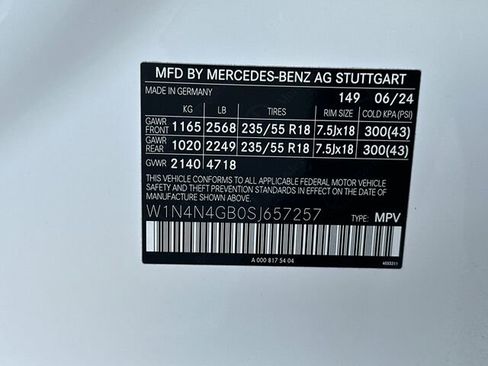 MFD BY MERCEDES-BENZ AG STUTTGART
MADE IN GERMANY 149 06/24
KG LB TIRES RIM SIZE COLD KPA(PSI)
GAWR FRONT 1165 2568 235/55 R18 7.5Jx18 300(43)
GAWR REAR 1020 2249 235/55 R18 7.5Jx18 300(43)
GVWR 2140 4718
THIS VEHICLE CONFORMS TO ALL APPLICABLE FEDERAL MOTOR VEHICLE
SAFETY AND THEFT PREVENTION STANDARDS IN EFFECT ON THE DATE
OF MANUFACTURE SHOWN ABOVE.
W1N4N4GB0SJ657257 TYPE: MPV
A 000 817 54 04